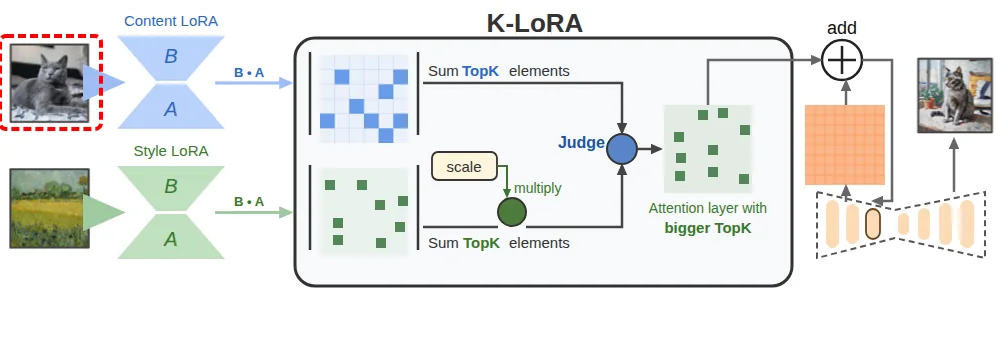 K-LoRA
Content LoRA
B
A
B • A
Style LoRA
B
A
B • A
Sum TopK elements
scale
multiply
Sum TopK elements
Judge
Attention layer with
bigger TopK
add